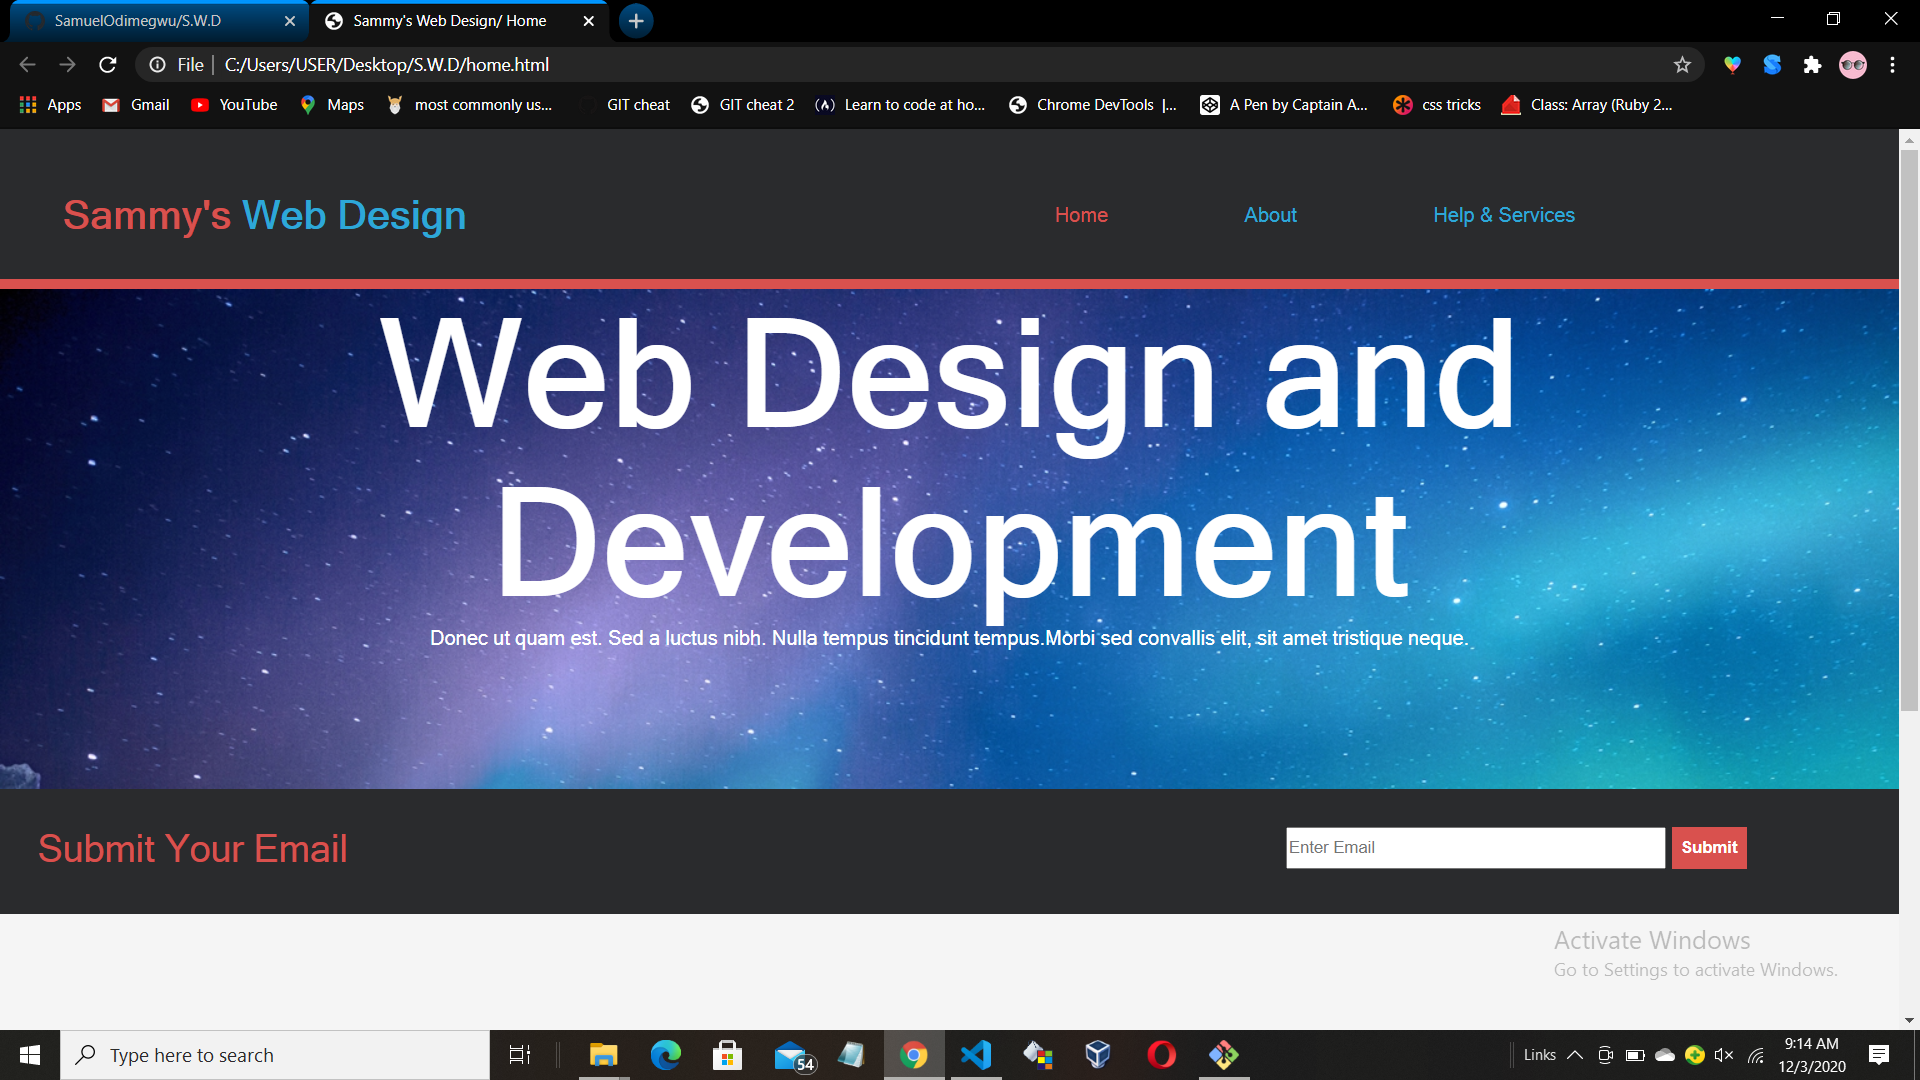 SamuelOdimegwu/S.W.D
Sammy's Web Design/ Home
File
C:/Users/USER/Desktop/S.W.D/home.html
Apps
Gmail
YouTube
Maps
most commonly us...
GIT cheat
GIT cheat 2
Learn to code at ho...
Chrome DevTools |...
A Pen by Captain A...
css tricks
Class: Array (Ruby 2...
Sammy's Web Design
Home
About
Help & Services
Web Design and
Development
Donec ut quam est. Sed a luctus nibh. Nulla tempus tincidunt tempus.Morbi sed convallis elit, sit amet tristique neque.
Submit Your Email
Enter Email
Submit
Activate Windows
Go to Settings to activate Windows.
Type here to search
54
Links
9:14 AM
12/3/2020